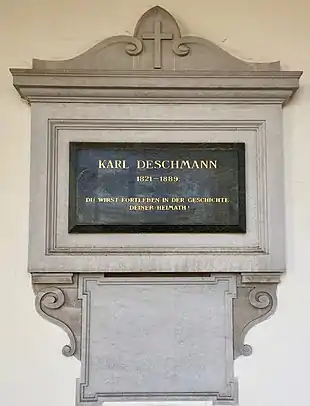 KARL DESCHMANN
1821–1889.
DU WIRST FORTLEBEN IN DER GESCHICHTE
DEINER HEIMATH!